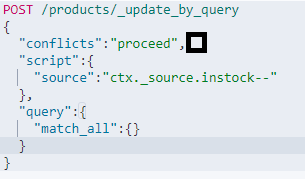 POST /products/_update_by_query
{
"conflicts":"proceed",
"script":{
"source":"ctx._source.instock--"
},
"query":{
"match_all":{}
}
}